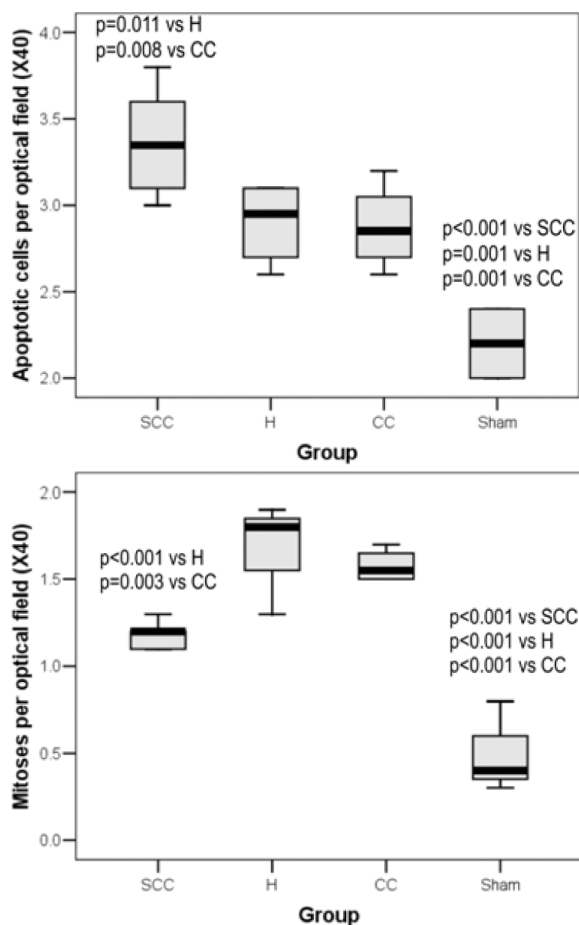 p=0.011 vs H
p=0.008 vs CC
Apoptotic cells per optical field (X40)
4.0
3.5
3.0
2.5
2.0
p<0.001 vs SCC
p=0.001 vs H
p=0.001 vs CC
SCC H CC Sham
Group
Mitoses per optical field (X40)
2.0
1.5
1.0
0.5
0.0
p<0.001 vs H
p=0.003 vs CC
p<0.001 vs SCC
p<0.001 vs H
p<0.001 vs CC
SCC H CC Sham
Group